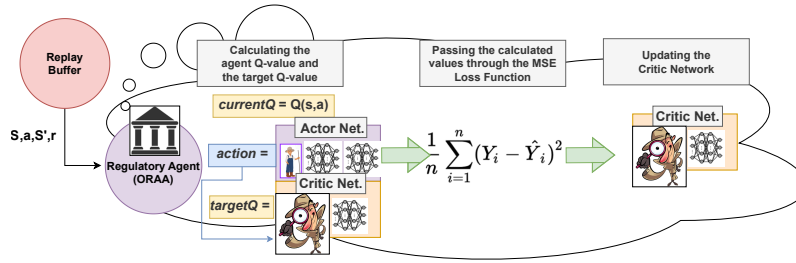 Replay
Buffer
S,a,S',r
Regulatory Agent
(ORAA)
Calculating the
agent Q-value and
the target Q-value
Passing the calculated
values through the MSE
Loss Function
Updating the
Critic Network
currentQ = Q(s,a)
Actor Net.
action =
Critic Net.
targetQ =
1/n ∑_{i=1}^{n} (Y_i − Ŷ_i)^2
Critic Net.